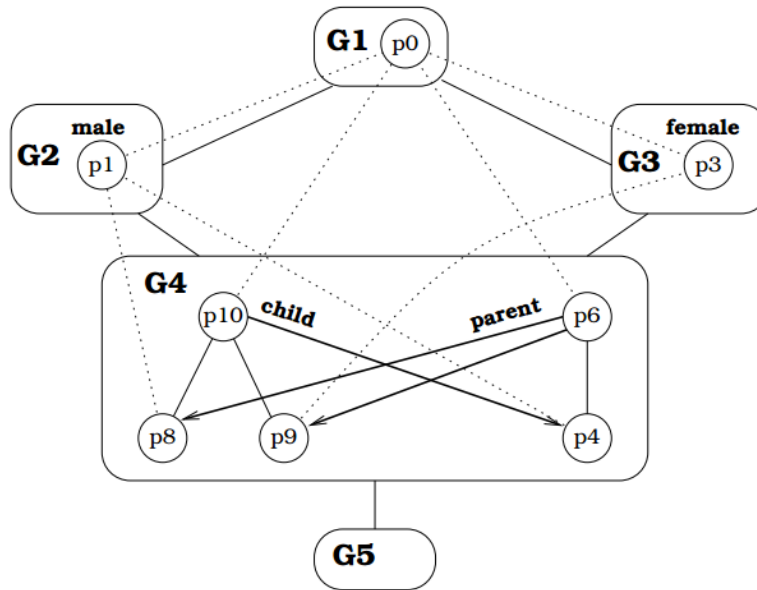 G1 p0
male
female
G2 p1
G3 p3
G4
p10 child
parent p6
p8
p9
p4
G5